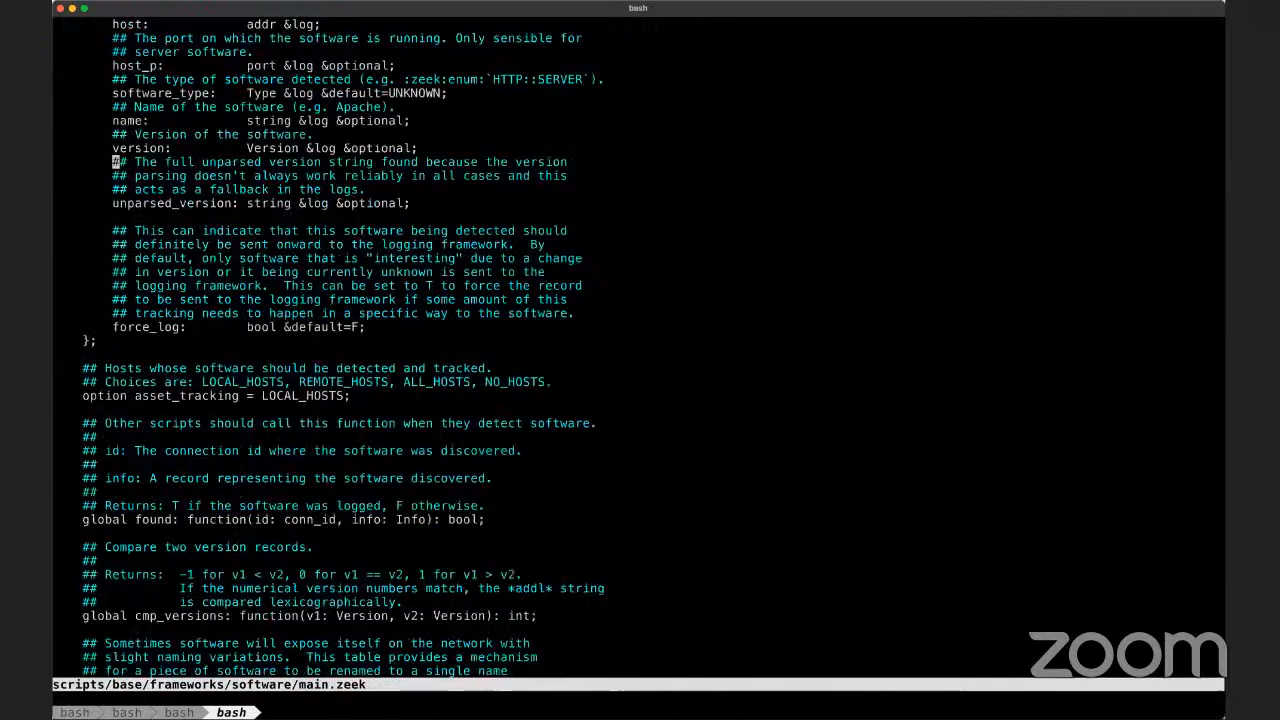 bash
host:             addr &log;
## The port on which the software is running. Only sensible for
## server software.
host_p:           port &log &optional;
## The type of software detected (e.g. :zeek:enum:`HTTP::SERVER`).
software_type:    Type &log &default=UNKNOWN;
## Name of the software (e.g. Apache).
name:             string &log &optional;
## Version of the software.
version:          Version &log &optional;
## The full unparsed version string found because the version
## parsing doesn't always work reliably in all cases and this
## acts as a fallback in the logs.
unparsed_version: string &log &optional;
## This can indicate that this software being detected should
## definitely be sent onward to the logging framework.  By
## default, only software that is "interesting" due to a change
## in version or it being currently unknown is sent to the
## logging framework.  This can be set to T to force the record
## to be sent to the logging framework if some amount of this
## tracking needs to happen in a specific way to the software.
force_log:        bool &default=F;
};
## Hosts whose software should be detected and tracked.
## Choices are: LOCAL_HOSTS, REMOTE_HOSTS, ALL_HOSTS, NO_HOSTS.
option asset_tracking = LOCAL_HOSTS;
## Other scripts should call this function when they detect software.
##
## id: The connection id where the software was discovered.
##
## info: A record representing the software discovered.
##
## Returns: T if the software was logged, F otherwise.
global found: function(id: conn_id, info: Info): bool;
## Compare two version records.
##
## Returns:  -1 for v1 < v2, 0 for v1 == v2, 1 for v1 > v2.
##           If the numerical version numbers match, the *addl* string
##           is compared lexicographically.
global cmp_versions: function(v1: Version, v2: Version): int;
## Sometimes software will expose itself on the network with
## slight naming variations.  This table provides a mechanism
## for a piece of software to be renamed to a single name
scripts/base/frameworks/software/main.zeek
bash bash bash bash
zoom